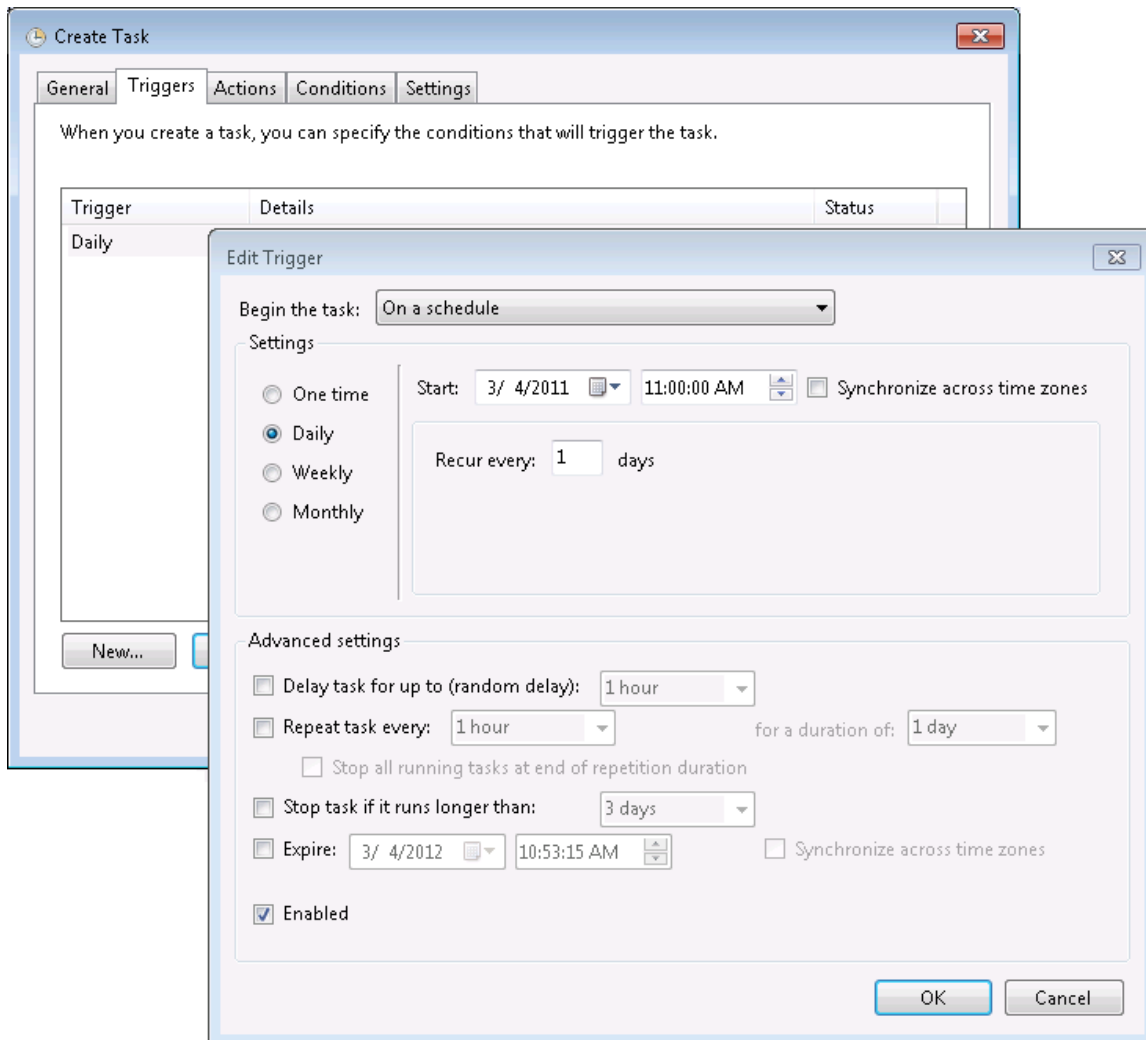 Create Task
General Triggers Actions Conditions Settings
When you create a task, you can specify the conditions that will trigger the task.
Trigger Details Status
Daily
Edit Trigger
Begin the task: On a schedule
Settings
One time
Start: 3/ 4/2011 11:00:00 AM Synchronize across time zones
Daily
Recur every: 1 days
Weekly
Monthly
New...
Advanced settings
Delay task for up to (random delay): 1 hour
Repeat task every: 1 hour for a duration of: 1 day
Stop all running tasks at end of repetition duration
Stop task if it runs longer than: 3 days
Expire: 3/ 4/2012 10:53:15 AM Synchronize across time zones
Enabled
OK Cancel